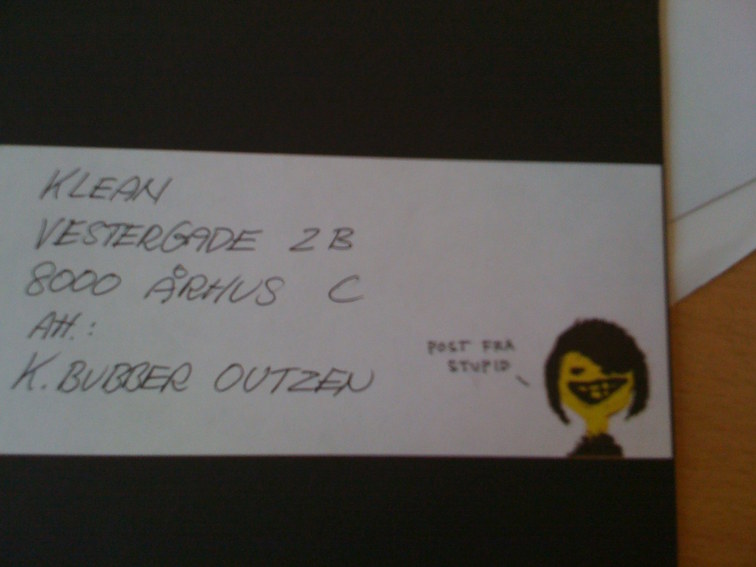 KLEAN
VESTERGADE 2B
8000 ÅRHUS C
Att.:
K. BUBBER OUTZEN
POST FRA
STUPID